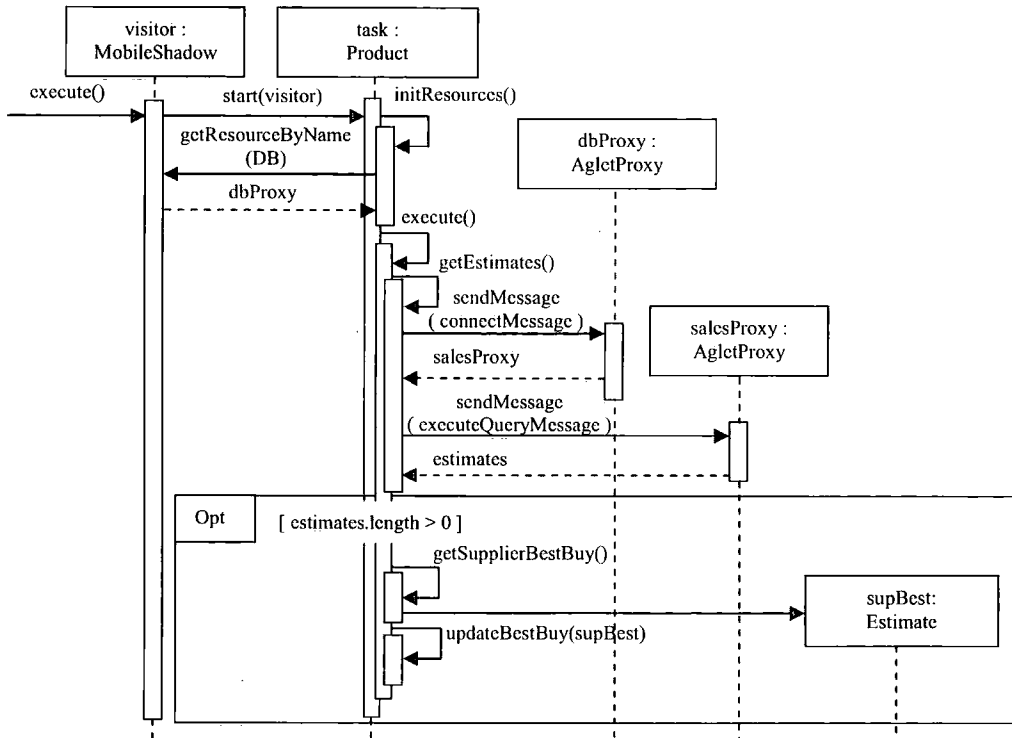 visitor :
MobileShadow
task :
Product
execute()
start(visitor)
initResources()
getResourceByName
(DB)
dbProxy :
AgletProxy
dbProxy
execute()
getEstimates()
sendMessage
( connectMessage )
salesProxy :
AgletProxy
salesProxy
sendMessage
( executeQueryMessage )
estimates
Opt
[ estimates.length > 0 ]
getSupplierBestBuy()
supBest:
Estimate
updateBestBuy(supBest)